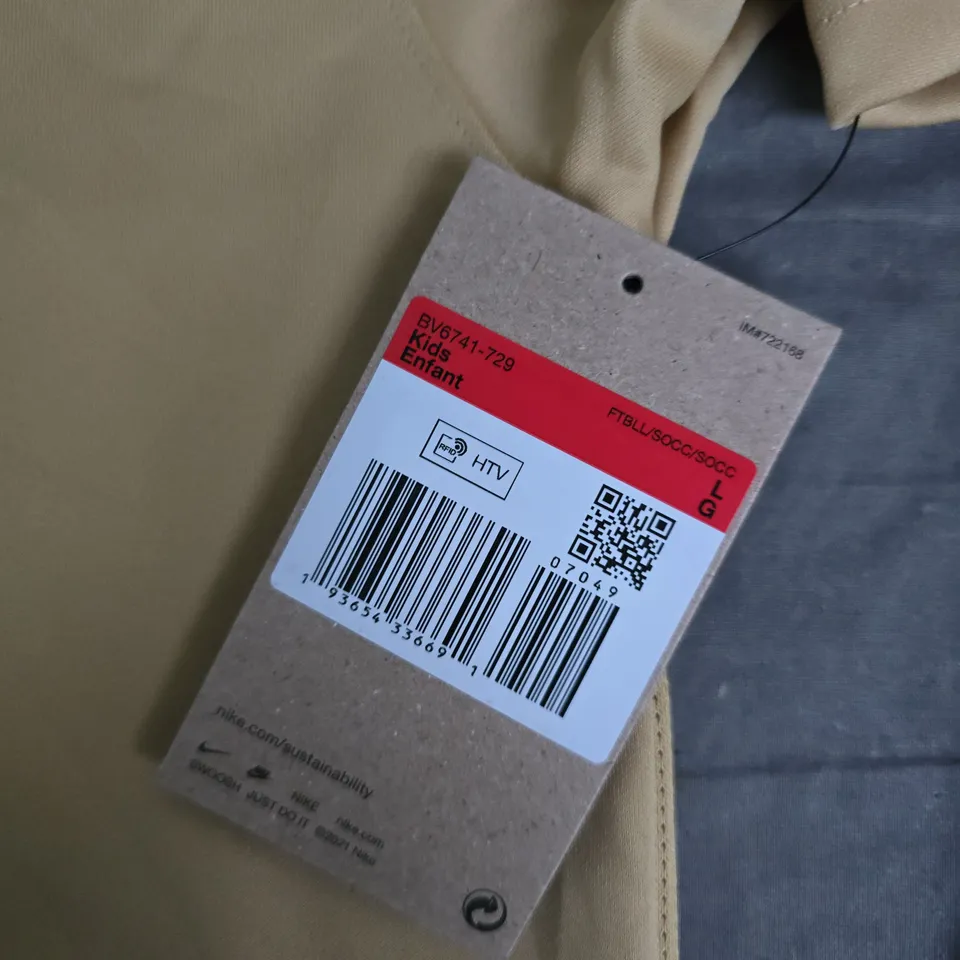 IM#722168
BV6741-729
Kids
Enfant
FTBLL/SOCC/SOCC
L
G
RFID
HTV
07049
1 93654 33669 1
nike.com/sustainability
NIKE
nike.com
SWOOSH JUST DO IT ©2021 Nike